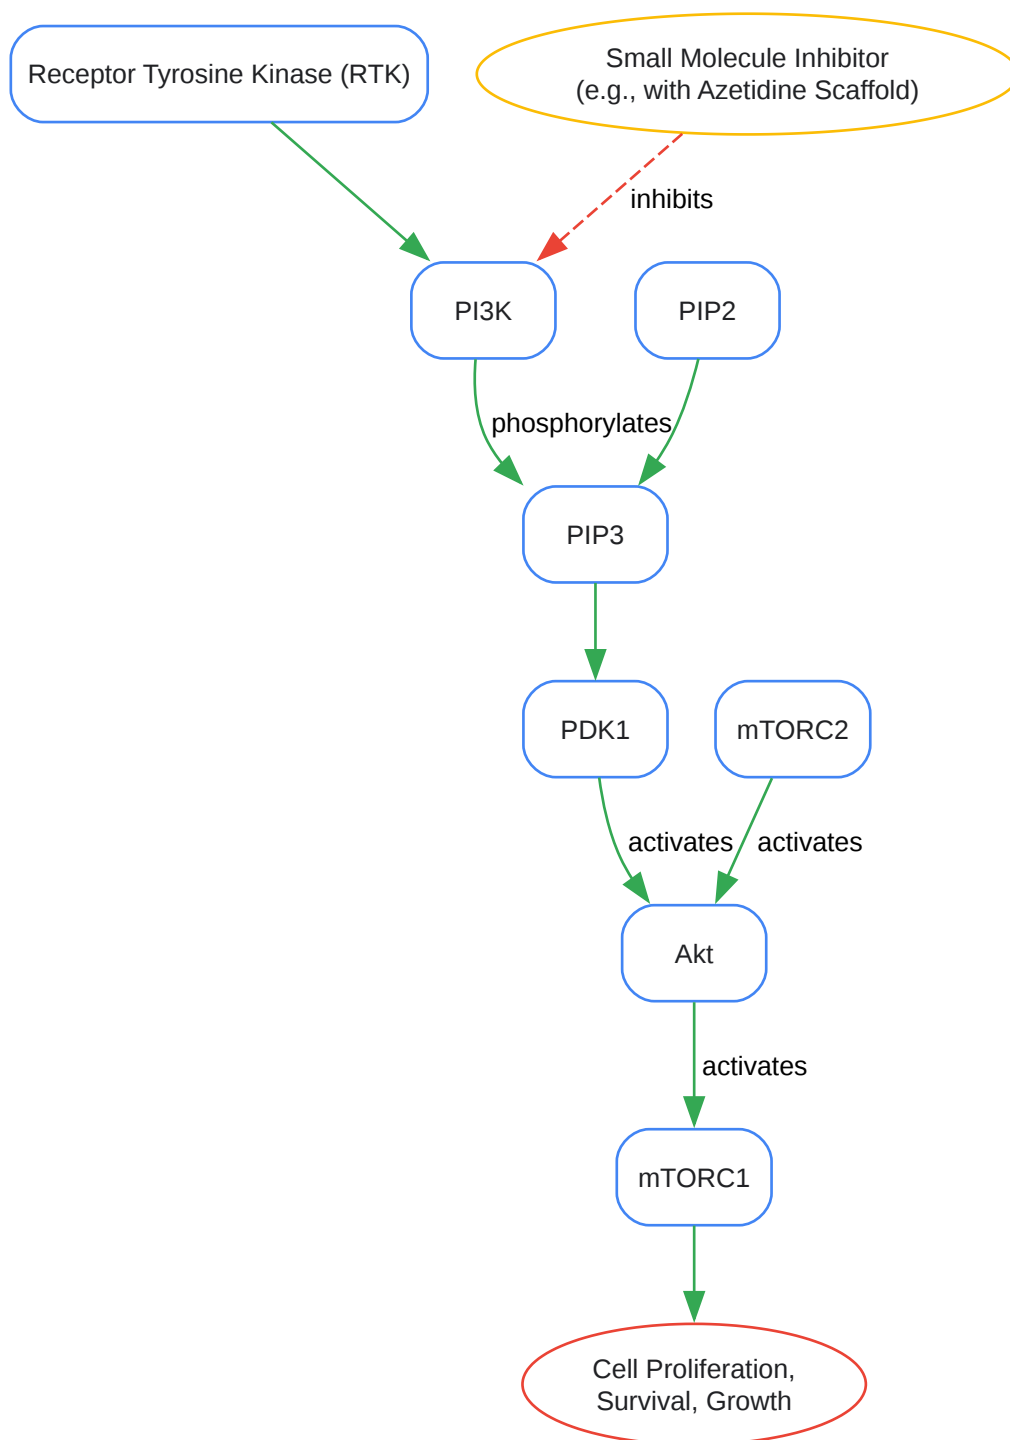 Receptor Tyrosine Kinase (RTK)
Small Molecule Inhibitor
(e.g., with Azetidine Scaffold)
inhibits
PI3K
PIP2
phosphorylates
PIP3
PDK1
mTORC2
activates
activates
Akt
activates
mTORC1
Cell Proliferation,
Survival, Growth